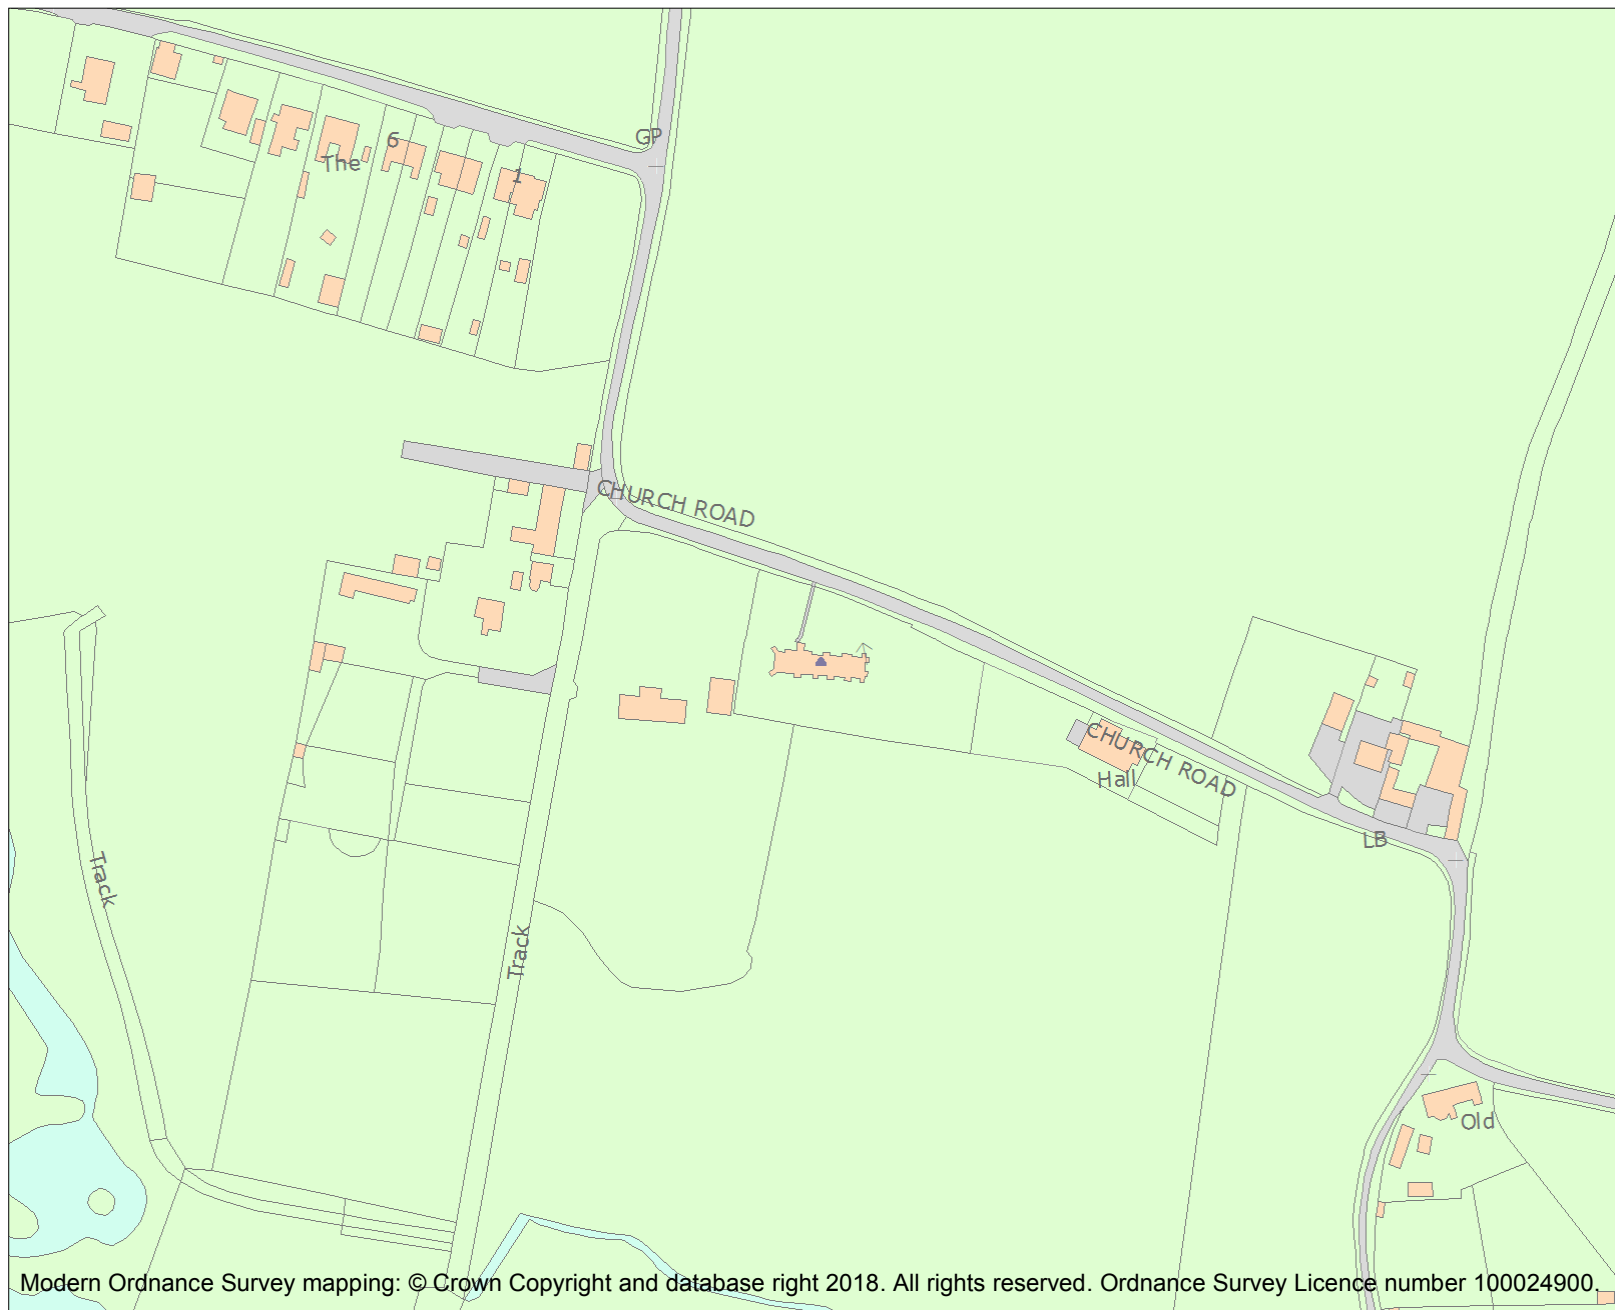 GP
6
The
1
CHURCH ROAD
CHURCH ROAD
Hall
LB
Track
Track
Old
Modern Ordnance Survey mapping: © Crown Copyright and database right 2018. All rights reserved. Ordnance Survey Licence number 100024900.